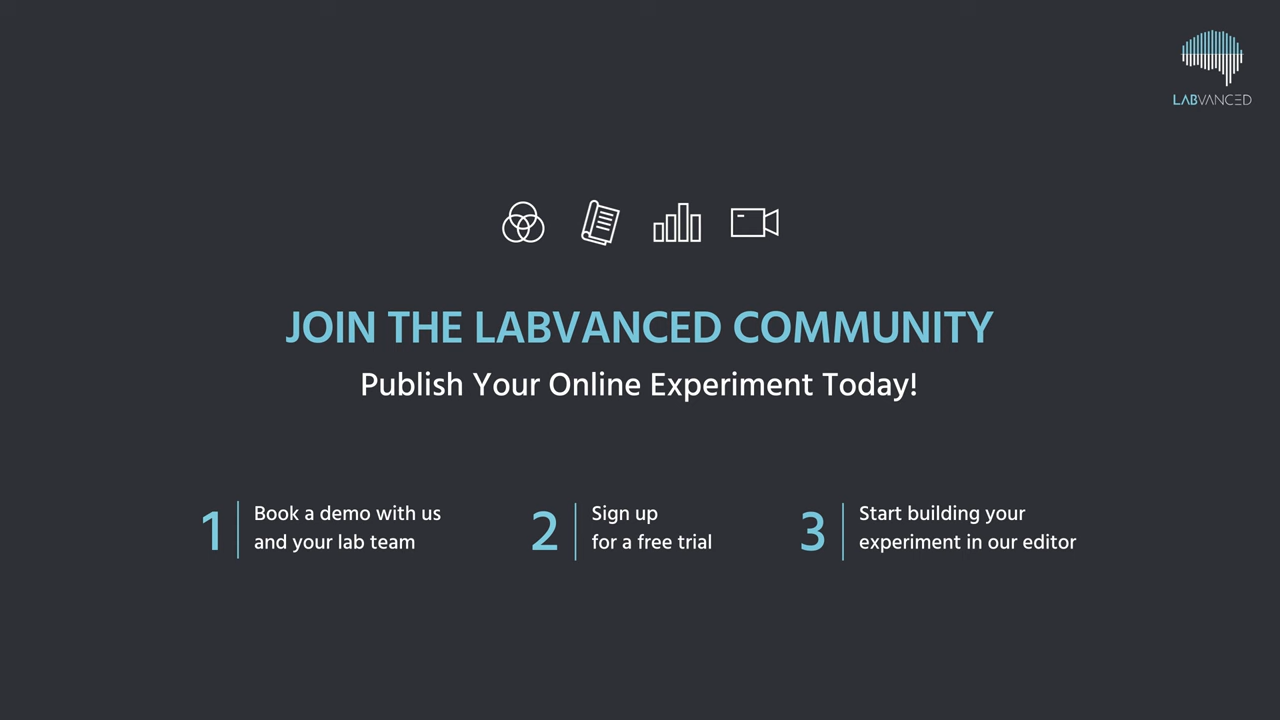 LABVANCED
JOIN THE LABVANCED COMMUNITY
Publish Your Online Experiment Today!
1
Book a demo with us
and your lab team
2
Sign up
for a free trial
3
Start building your
experiment in our editor